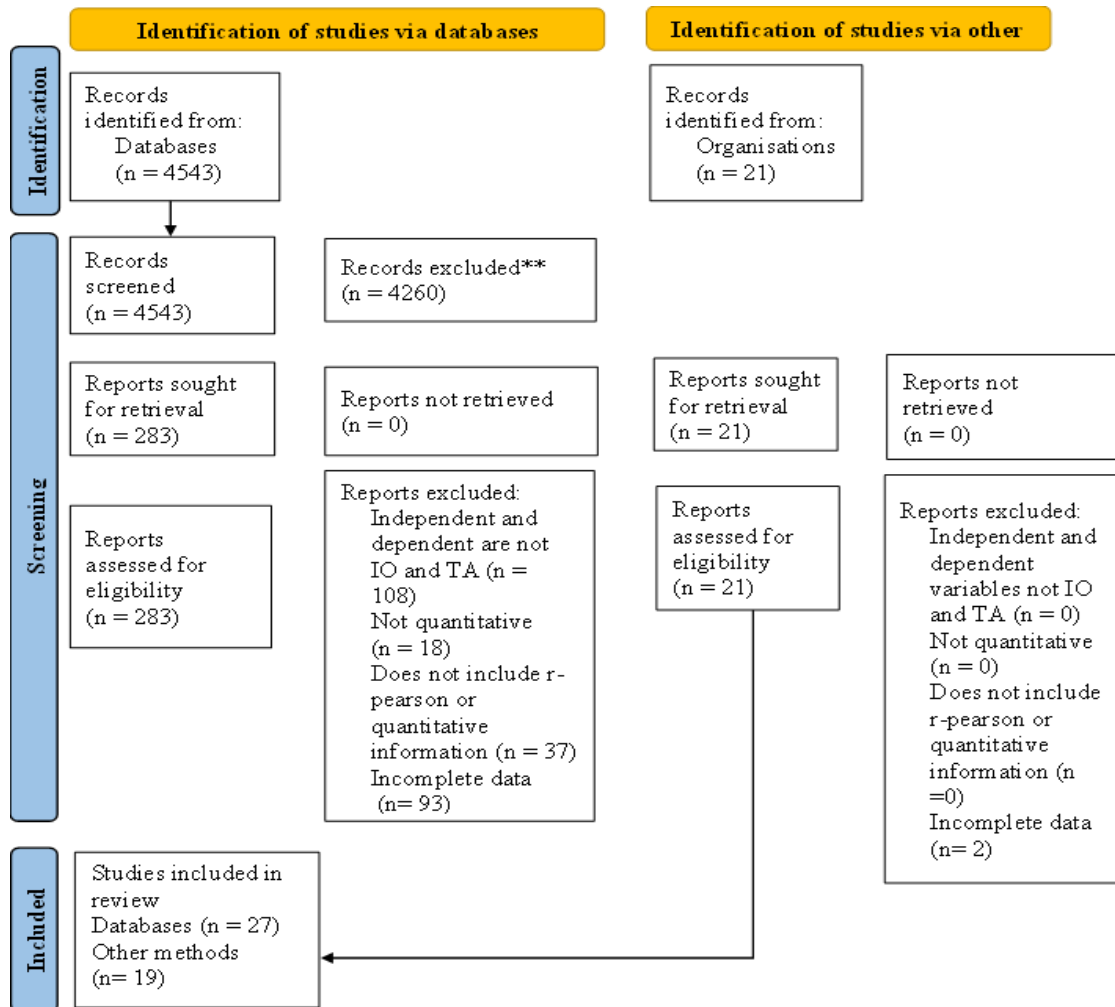 Identification of studies via databases
Identification of studies via other
Identification
Records
identified from:
Databases
(n = 4543)
Records
identified from:
Organisations
(n = 21)
Screening
Records
screened
(n = 4543)
Records excluded**
(n = 4260)
Reports sought
for retrieval
(n = 283)
Reports not retrieved
(n = 0)
Reports sought
for retrieval
(n = 21)
Reports not
retrieved
(n = 0)
Reports
assessed for
eligibility
(n = 283)
Reports excluded:
Independent and
dependent are not
IO and TA (n =
108)
Not quantitative
(n = 18)
Does not include r-
pearson or
quantitative
information (n = 37)
Incomplete data
(n= 93)
Reports
assessed for
eligibility
(n = 21)
Reports excluded:
Independent and
dependent
variables not IO
and TA (n = 0)
Not quantitative
(n = 0)
Does not include
r-pearson or
quantitative
information (n
=0)
Incomplete data
(n= 2)
Included
Studies included in
review
Databases (n = 27)
Other methods
(n= 19)